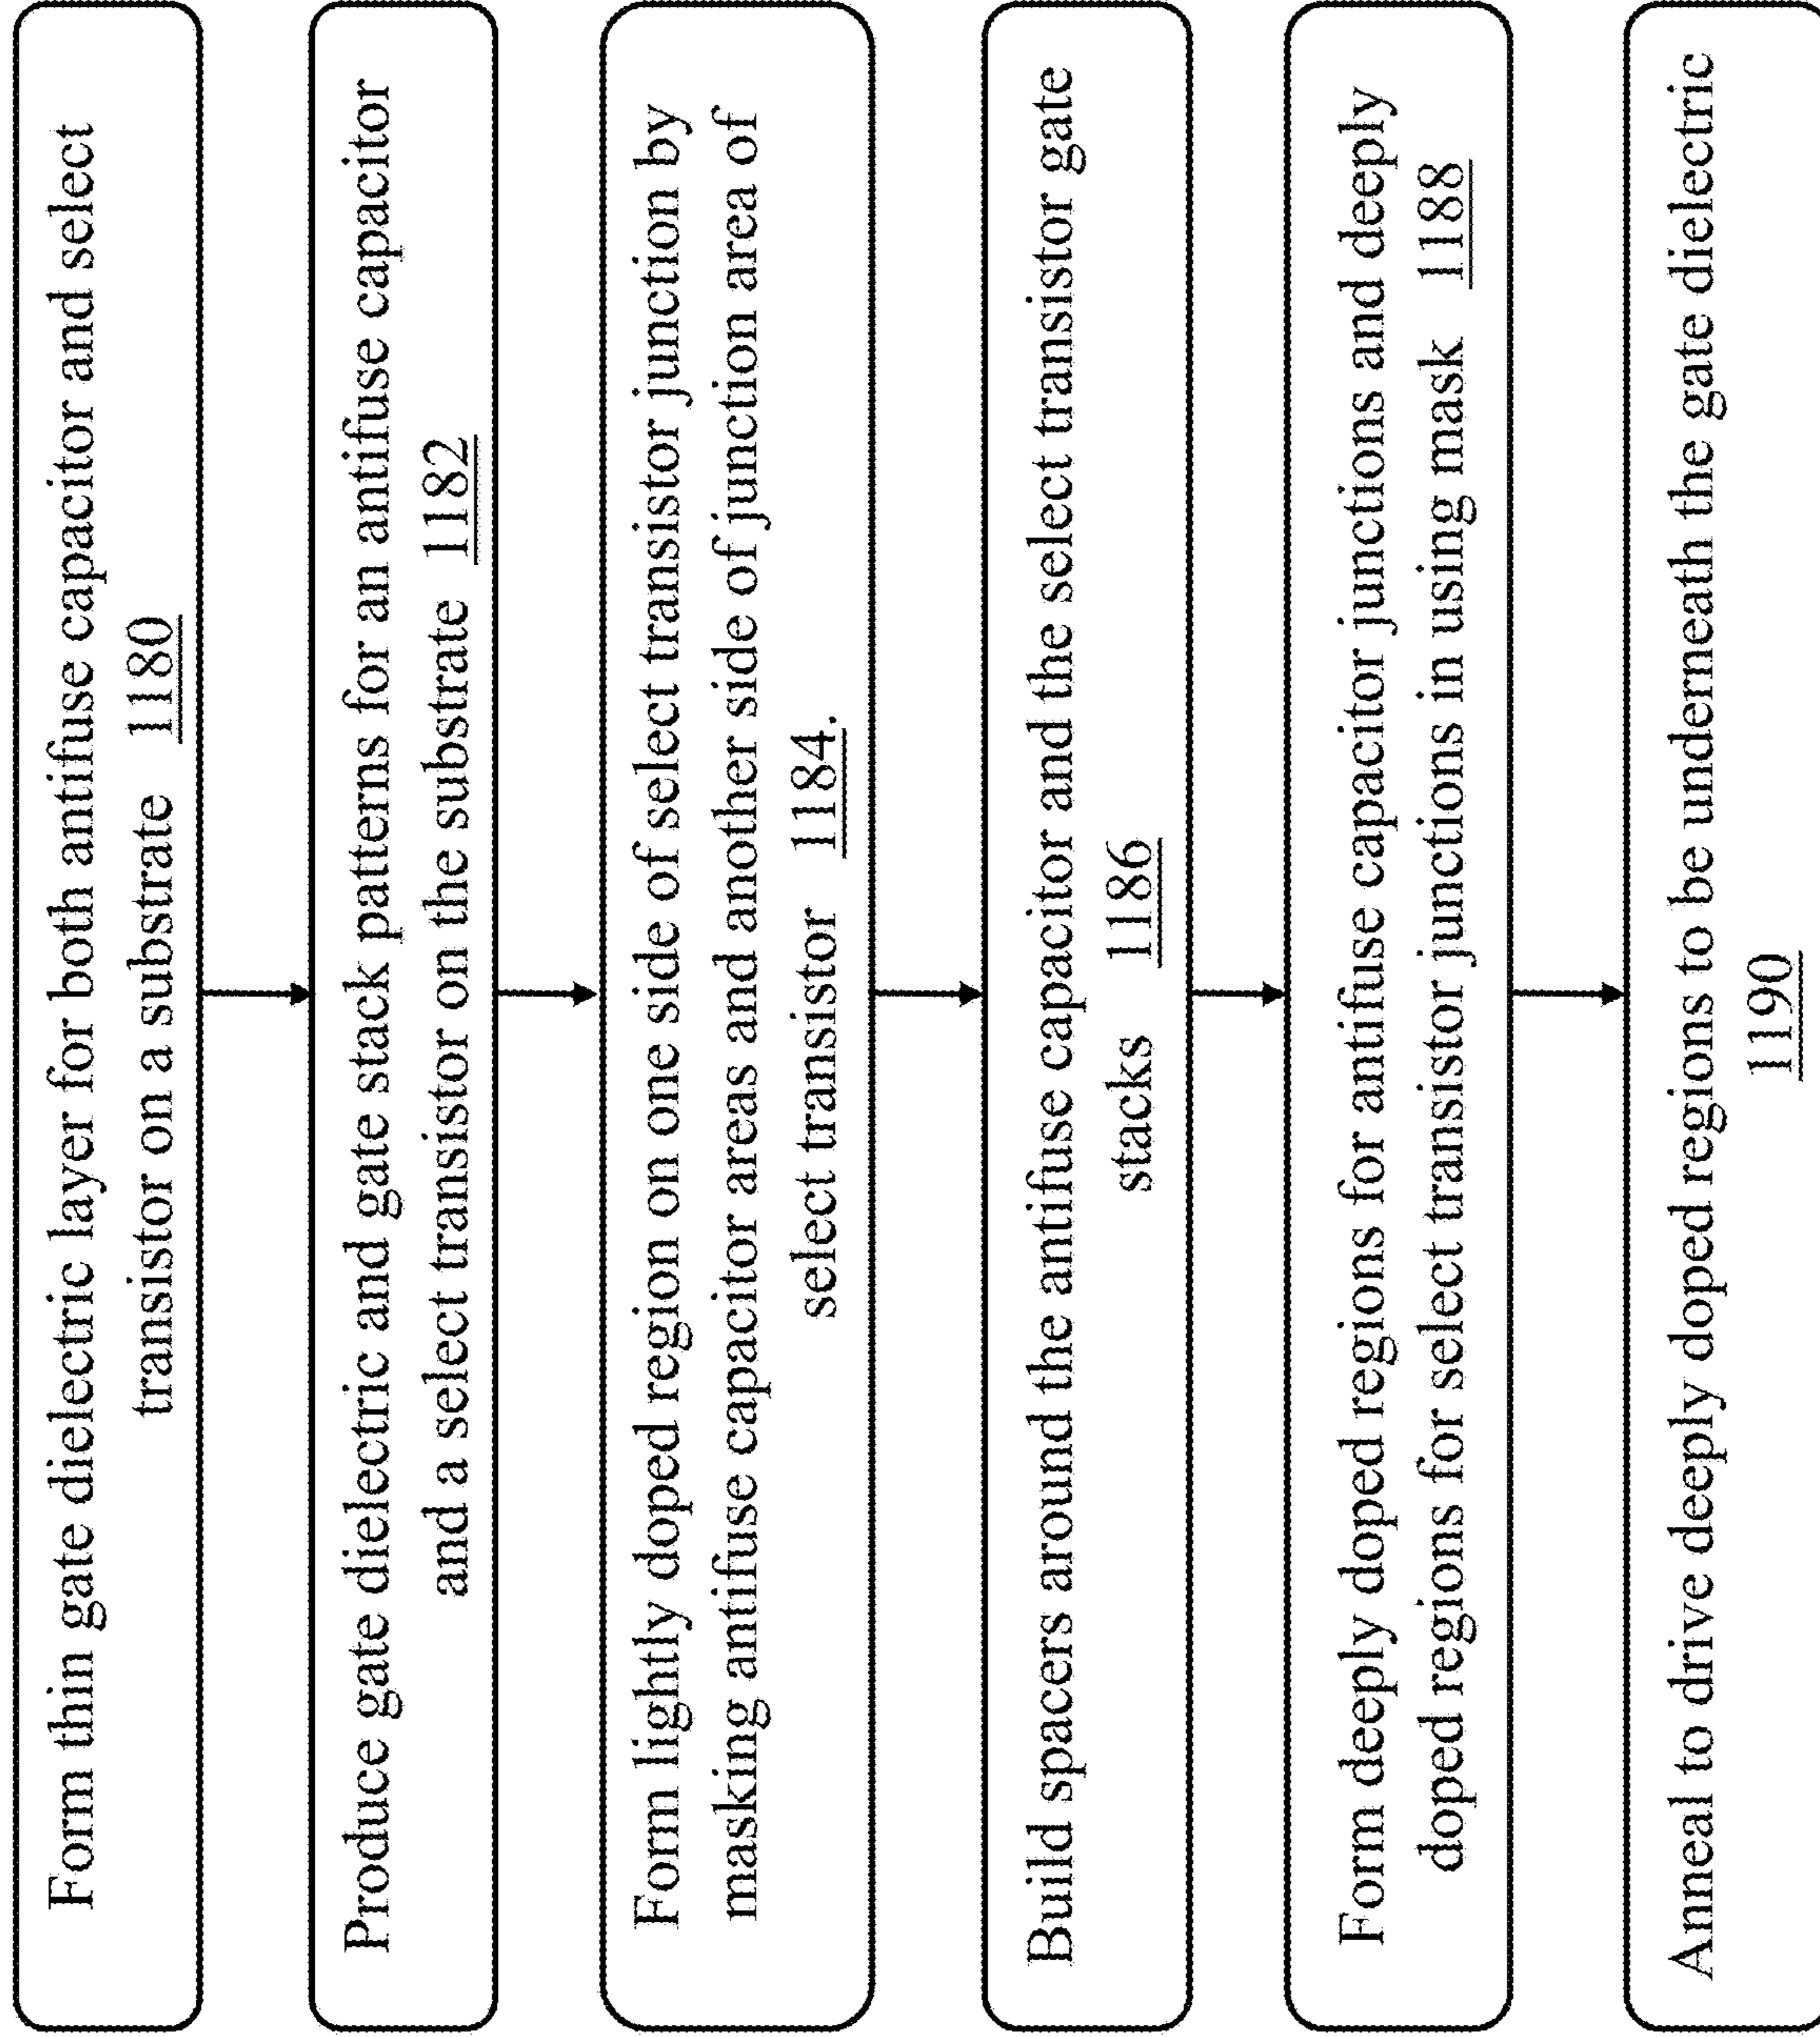 Form thin gate dielectric layer for both antifuse capacitor and select
transistor on a substrate 1180
Produce gate dielectric and gate stack patterns for an antifuse capacitor
and a select transistor on the substrate 1182
Form lightly doped region on one side of select transistor junction by
masking antifuse capacitor areas and another side of junction area of
select transistor 1184.
Build spacers around the antifuse capacitor and the select transistor gate
stacks 1186
Form deeply doped regions for antifuse capacitor junctions and deeply
doped regions for select transistor junctions in using mask 1188
Anneal to drive deeply doped regions to be underneath the gate dielectric
1190